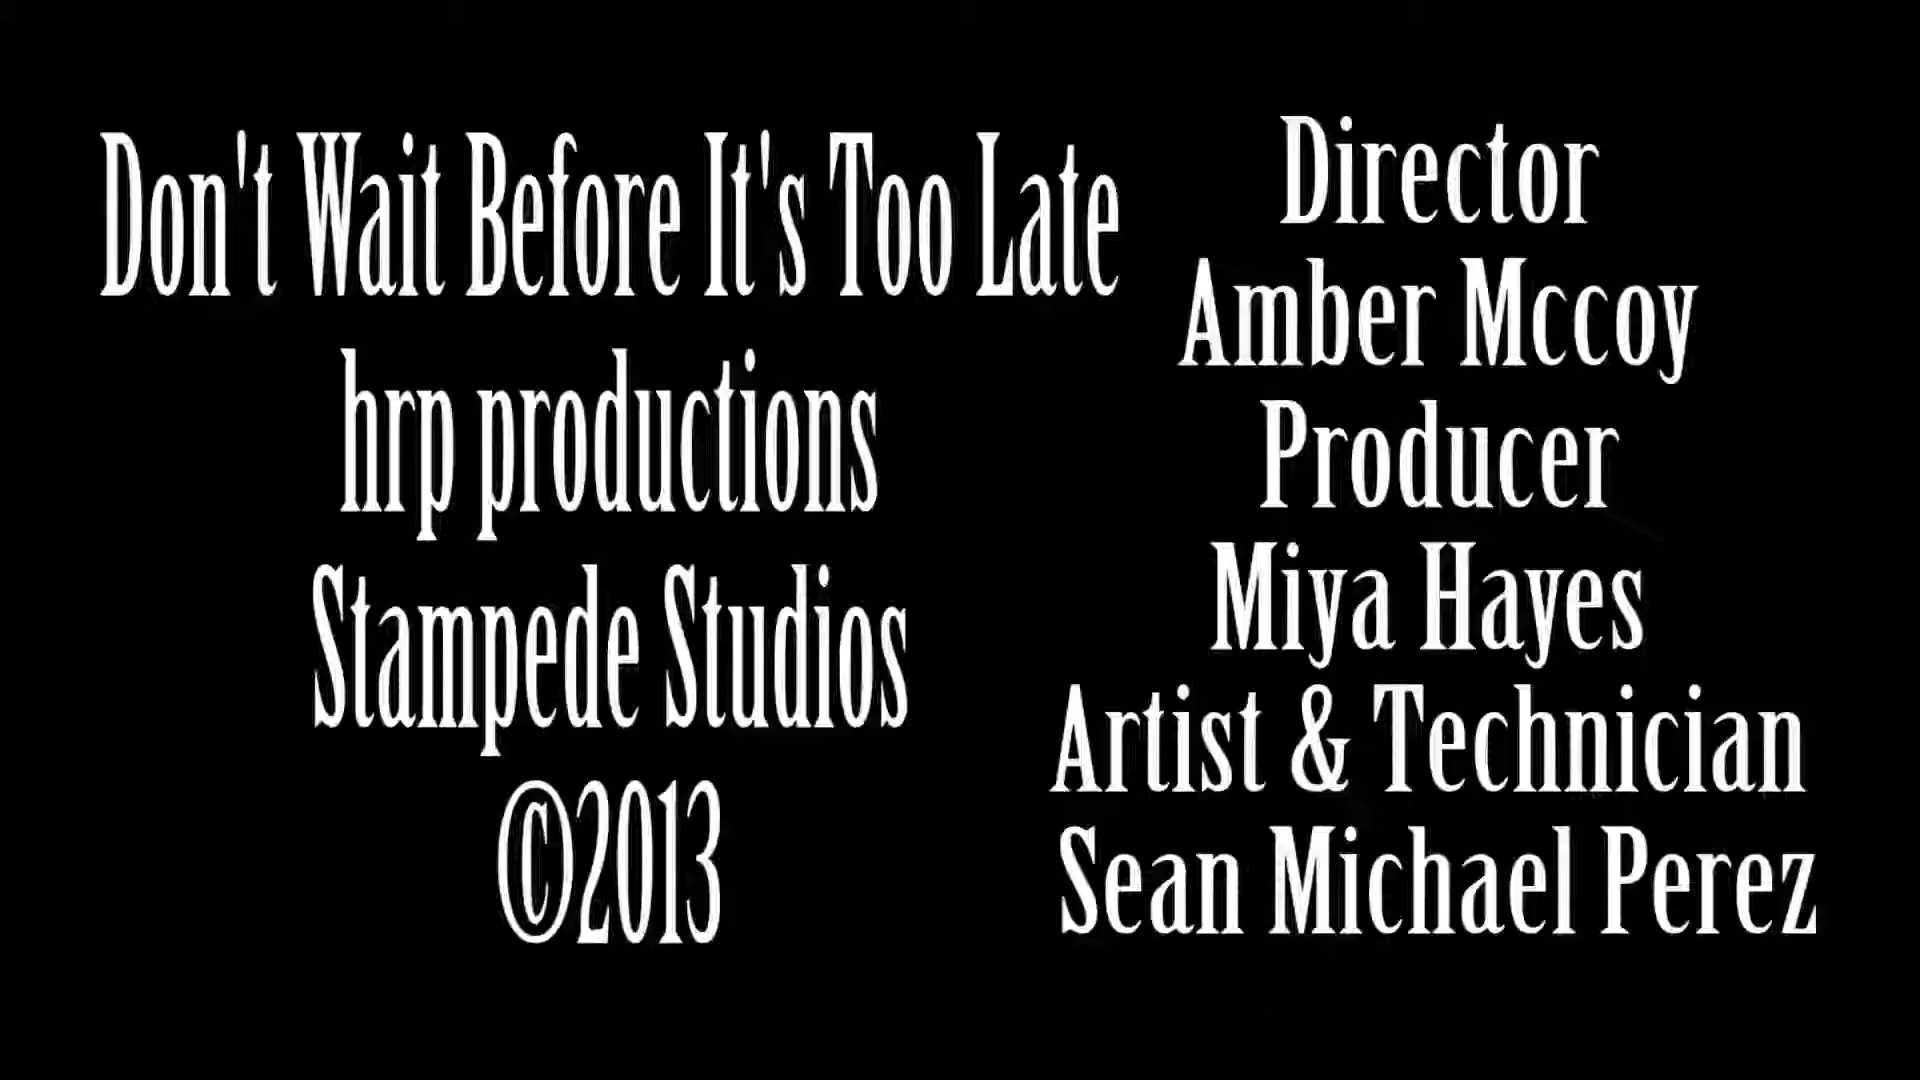 Don't Wait Before It's Too Late
hrp productions
Stampede Studios
©2013
Director
Amber Mccoy
Producer
Miya Hayes
Artist & Technician
Sean Michael Perez